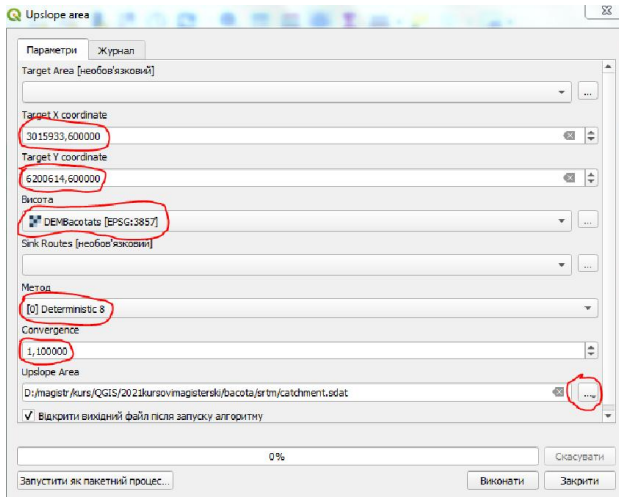 Upslope area
Параметри Журнал
Target Area [необов'язковий]
...
Target X coordinate
3015933,600000
Target Y coordinate
6200614,600000
Висота
DEMBacotats [EPSG:3857]
...
Sink Routes [необов'язковий]
...
Метод
[0] Deterministic 8
Convergence
1,100000
Upslope Area
D:/magistr/kurs/QGIS/2021kursovimagisterski/bacota/srtm/catchment.sdat
...
Відкрити вихідний файл після запуску алгоритму
0%
Скасувати
Запустити як пакетний процес...
Виконати
Закрити